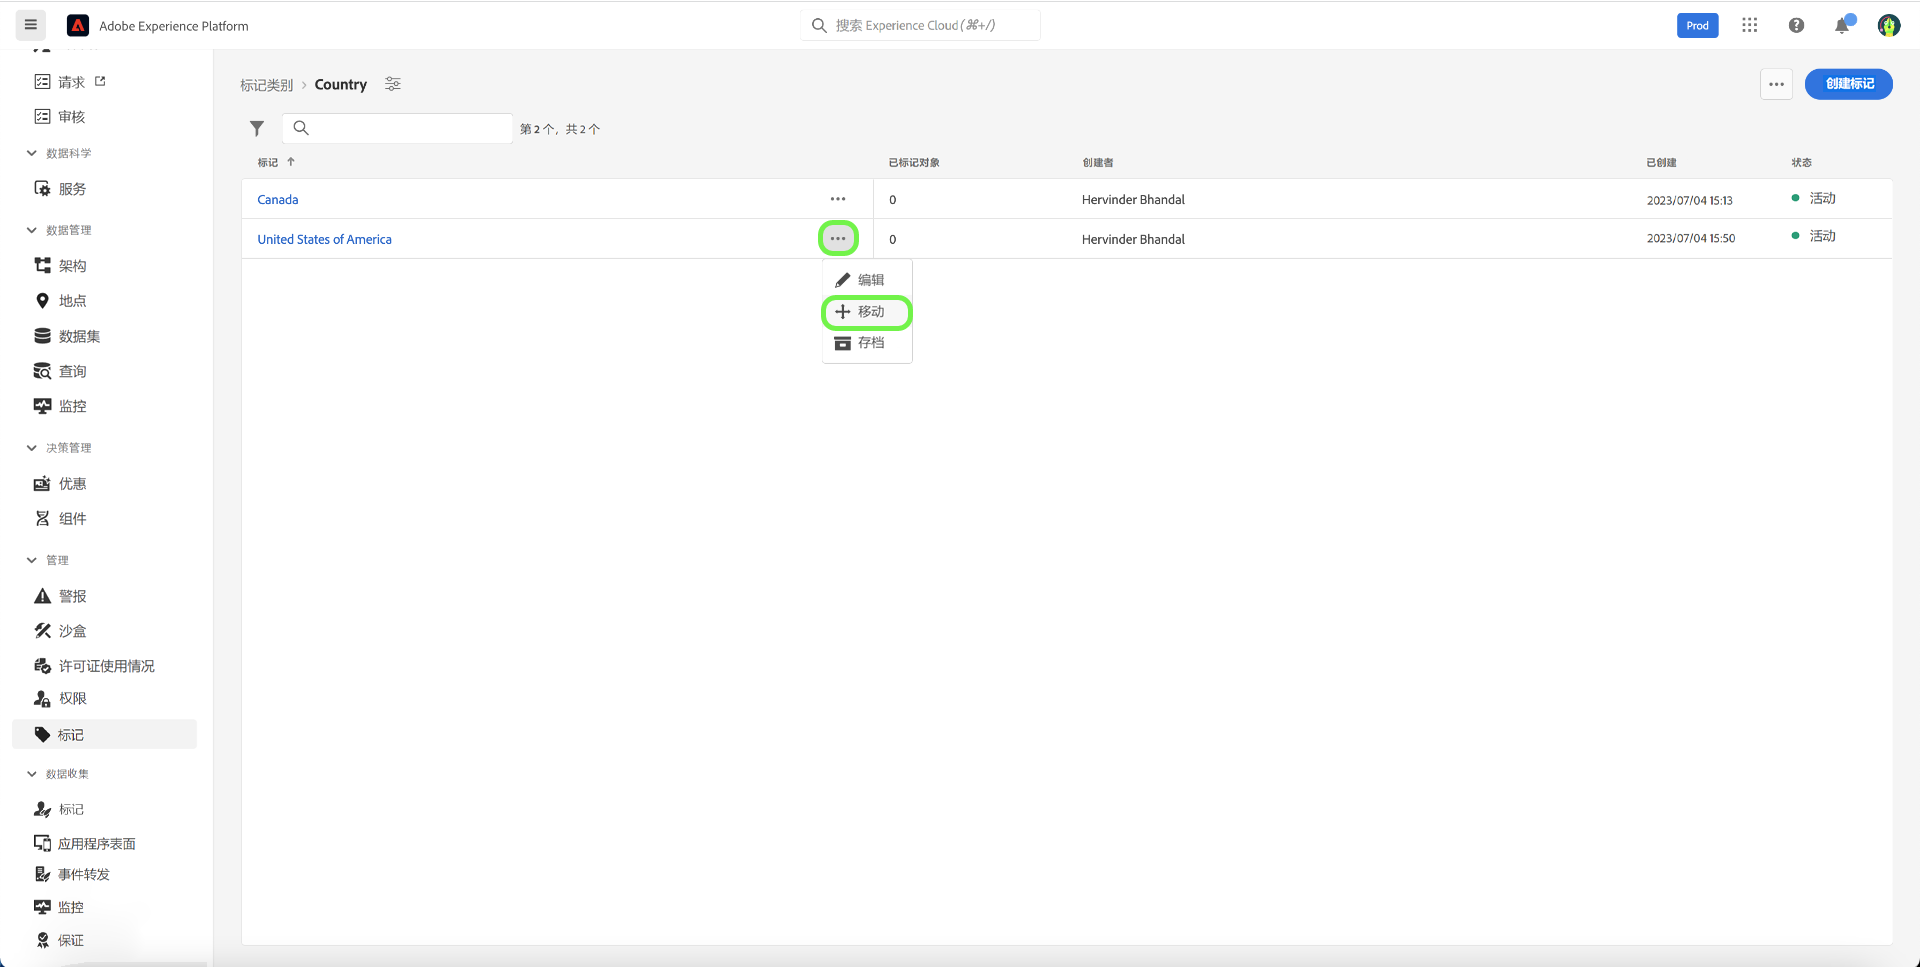 Adobe Experience Platform
搜索 Experience Cloud (⌘+/)
Prod
请求
审核
数据科学
服务
数据管理
架构
地点
数据集
查询
监控
决策管理
优惠
组件
管理
警报
沙盒
许可证使用情况
权限
标记
数据收集
标记
应用程序表面
事件转发
监控
保证
标记类别 › Country
创建标记
第 2 个，共 2 个
标记 已标记对象 创建者 已创建 状态
Canada 0 Hervinder Bhandal 2023/07/04 15:13 活动
United States of America 0 Hervinder Bhandal 2023/07/04 15:50 活动
编辑
移动
存档